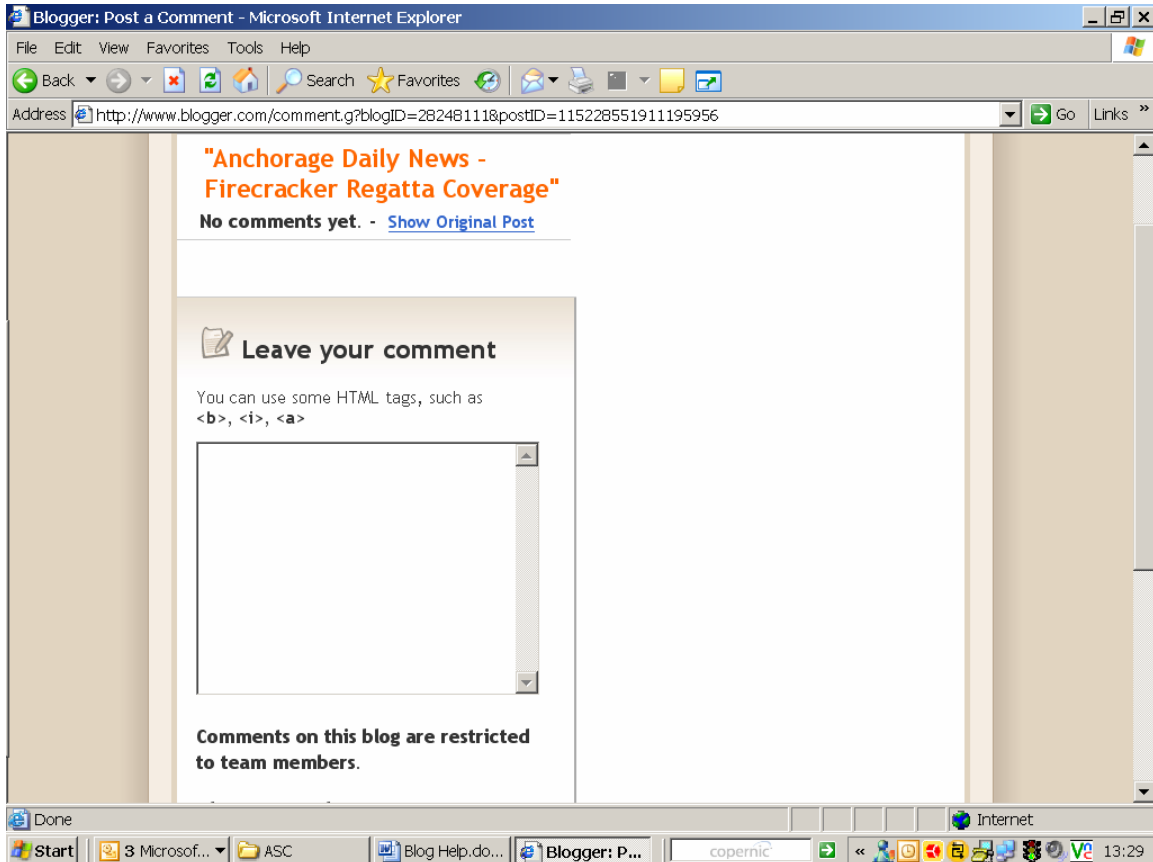 Blogger: Post a Comment - Microsoft Internet Explorer
File Edit View Favorites Tools Help
Back Search Favorites
Address http://www.blogger.com/comment.g?blogID=28248111&postID=115228551911195956 Go Links »
"Anchorage Daily News -
Firecracker Regatta Coverage"
No comments yet. - Show Original Post
Leave your comment
You can use some HTML tags, such as
<b>, <i>, <a>
Comments on this blog are restricted
to team members.
Done Internet
Start 3 Microsof... ASC Blog Help.do... Blogger: P... copernic « 13:29